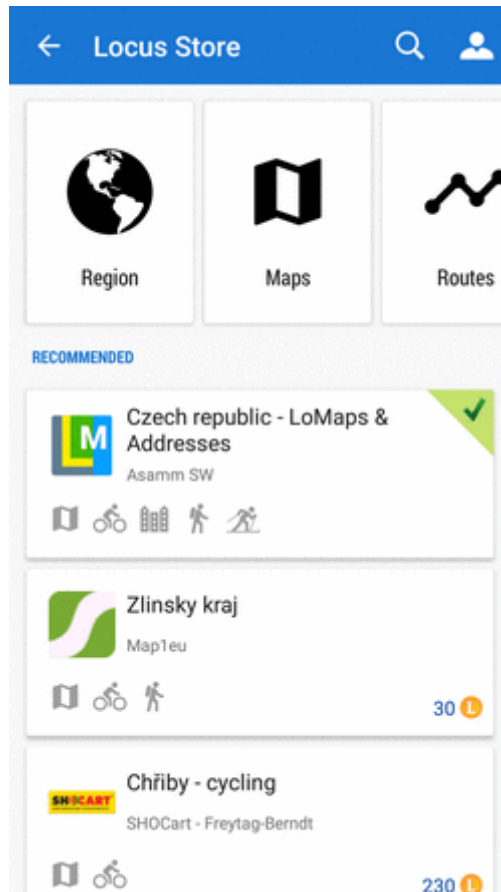 Locus Store
Region
Maps
Routes
RECOMMENDED
Czech republic - LoMaps &
Addresses
Asamm SW
M
Zlinsky kraj
Map1eu
30 L
Chřiby - cycling
SHOCART
SHOCart - Freytag-Berndt
230 L